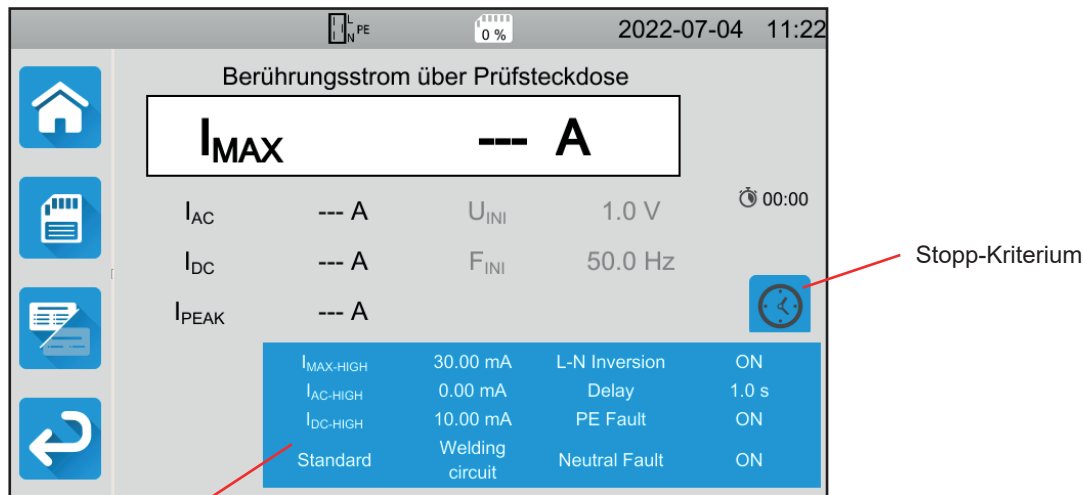 L N PE 0 % 2022-07-04 11:22
Berührungsstrom über Prüfsteckdose
IMAX --- A
IAC --- A UINI 1.0 V 00:00
IDC --- A FINI 50.0 Hz
Stopp-Kriterium
IPEAK --- A
IMAX-HIGH 30.00 mA L-N Inversion ON
IAC-HIGH 0.00 mA Delay 1.0 s
IDC-HIGH 10.00 mA PE Fault ON
Standard Welding circuit Neutral Fault ON